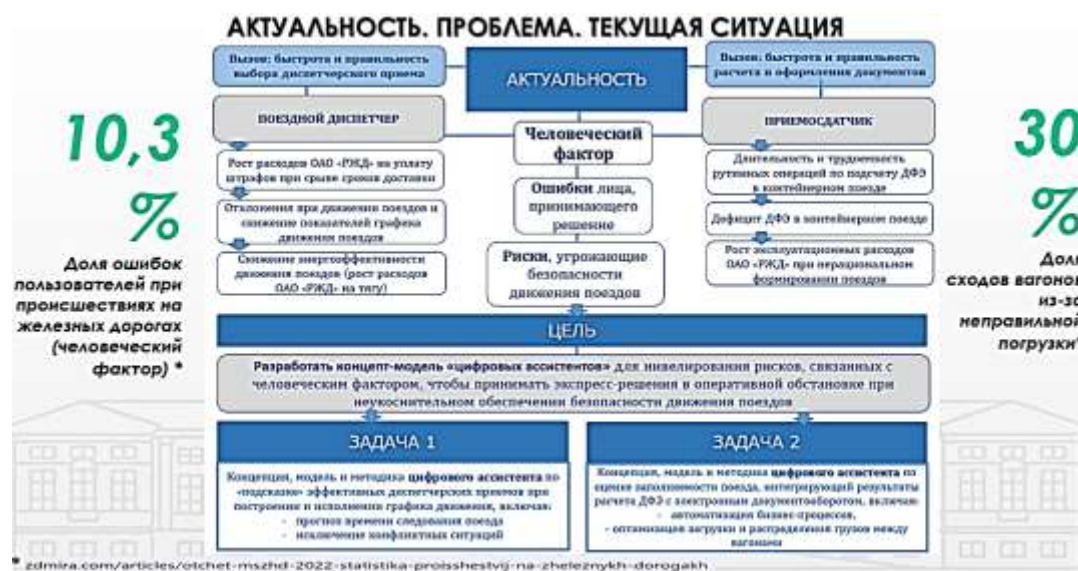 АКТУАЛЬНОСТЬ. ПРОБЛЕМА. ТЕКУЩАЯ СИТУАЦИЯ
Вызов: быстрота и правильность
выбора диспетчерского приема
АКТУАЛЬНОСТЬ
Вызов: быстрота и правильность
расчета и оформления документов
10,3
%
Доля ошибок
пользователей при
происшествиях на
железных дорогах
(человеческий
фактор) *
ПОЕЗДНОЙ ДИСПЕТЧЕР
Рост расходов ОАО «РЖД» на уплату
штрафов при срыве сроков доставки
Отклонения при движении поездов и
снижение показателей графика
движения поездов
Снижение энергоэффективности
движения поездов (рост расходов
ОАО «РЖД» на тягу)
Человеческий
фактор
Ошибки лица,
принимающего
решение
Риски, угрожающие
безопасности
движения поездов
ПРИЕМОСДАТЧИК
Длительность и трудоемкость
рутинных операций по подсчету ДФЭ
в контейнерном поезде
Дефицит ДФЭ в контейнерном поезде
Рост эксплуатационных расходов
ОАО «РЖД» при нерациональном
формировании поездов
30
%
Доля
сходов вагонов
из-за
неправильной
погрузки*
ЦЕЛЬ
Разработать концепт-модель «цифровых ассистентов» для нивелирования рисков, связанных с
человеческим фактором, чтобы принимать экспресс-решения в оперативной обстановке при
неукоснительном обеспечении безопасности движения поездов
ЗАДАЧА 1
Концепция, модель и методика цифрового ассистента по
«подсказке» эффективных диспетчерских приемов при
построении и исполнении графика движения, включая:
- прогноз времени следования поезда
- исключение конфликтных ситуаций
ЗАДАЧА 2
Концепция, модель и методика цифрового ассистента по
оценке заполняемости поезда, интегрирующий результаты
расчета ДФЭ с электронным документооборотом, включая:
- автоматизация бизнес-процессов,
- оптимизация загрузки и распределения грузов между
вагонами
* zdmira.com/articles/otchet-mszhd-2022-statistika-proisshestvij-na-zheleznykh-dorogakh